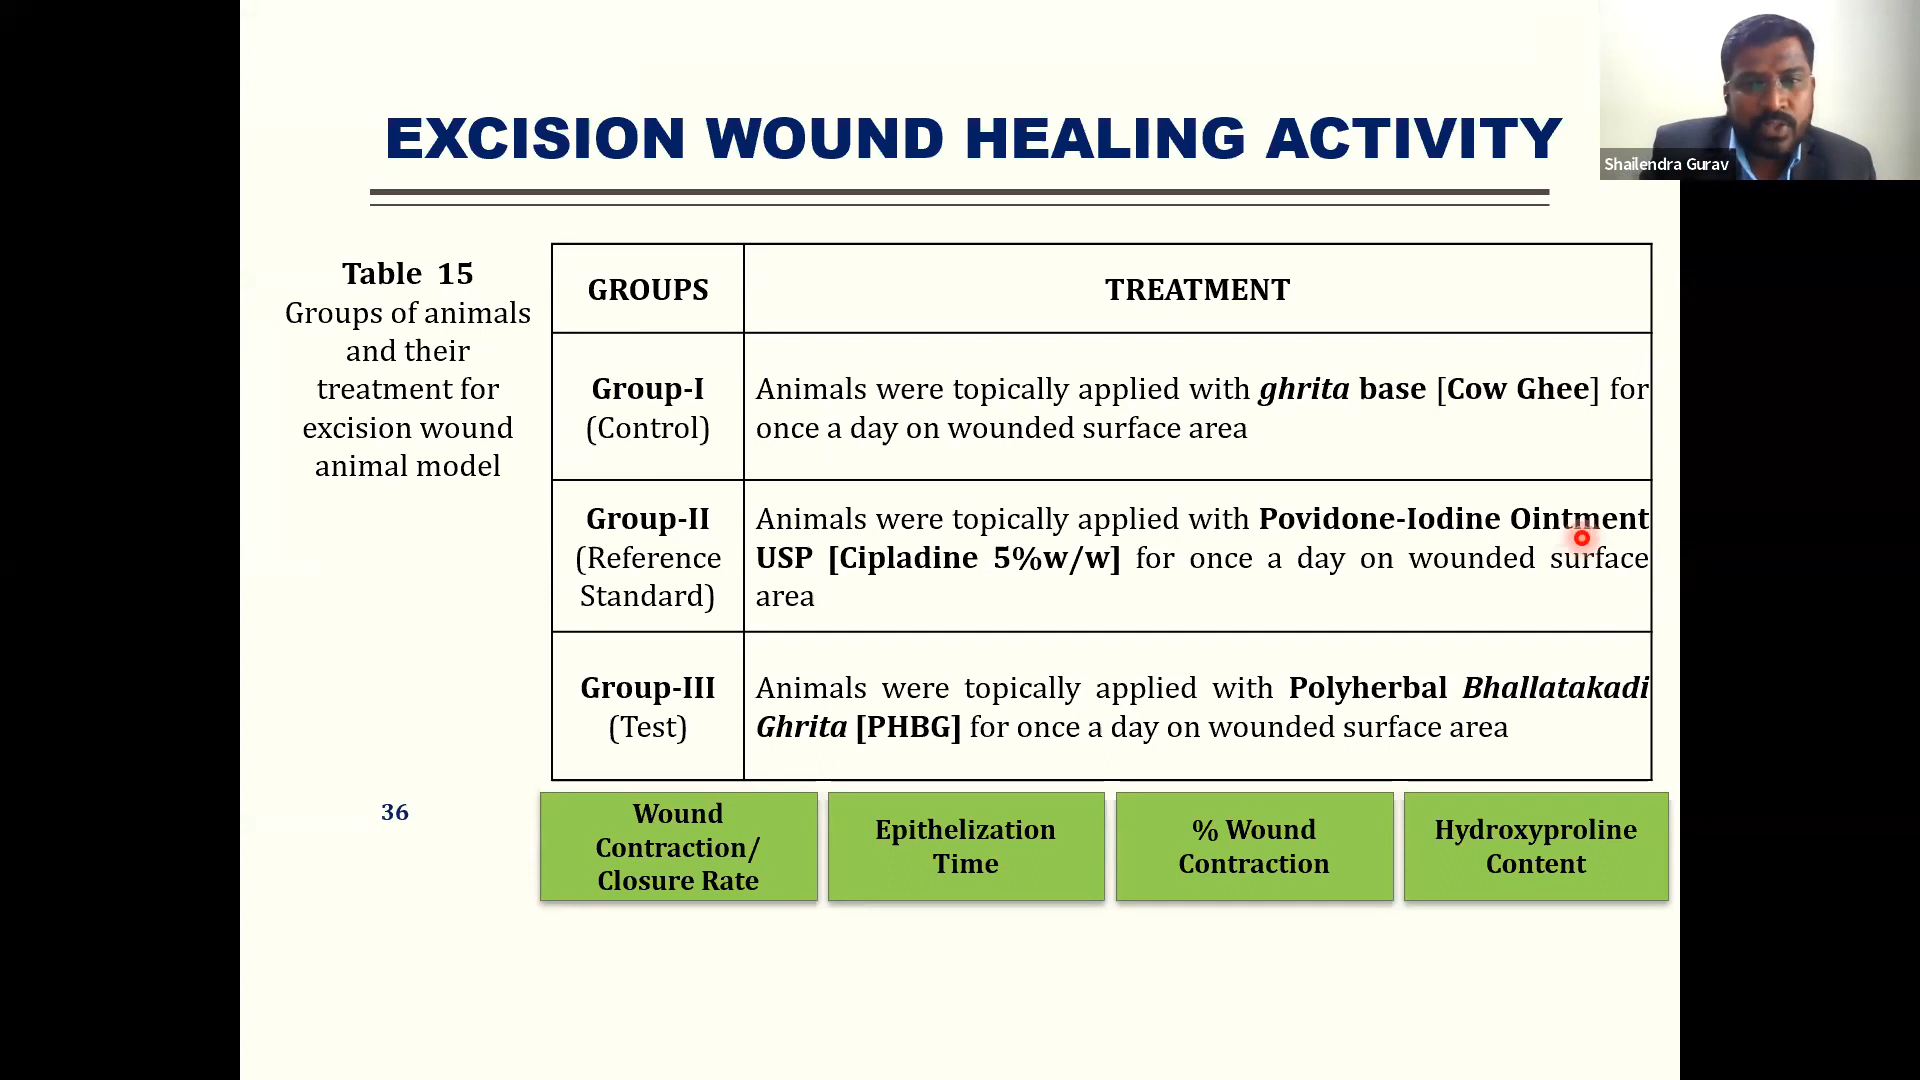 EXCISION WOUND HEALING ACTIVITY
Shailendra Gurav
Table 15
Groups of animals
and their
treatment for
excision wound
animal model
GROUPS
TREATMENT
Group-I
(Control)
Animals were topically applied with ghrita base [Cow Ghee] for
once a day on wounded surface area
Group-II
(Reference
Standard)
Animals were topically applied with Povidone-Iodine Ointment
USP [Cipladine 5%w/w] for once a day on wounded surface
area
Group-III
(Test)
Animals were topically applied with Polyherbal Bhallatakadi
Ghrita [PHBG] for once a day on wounded surface area
36
Wound
Contraction/
Closure Rate
Epithelization
Time
% Wound
Contraction
Hydroxyproline
Content